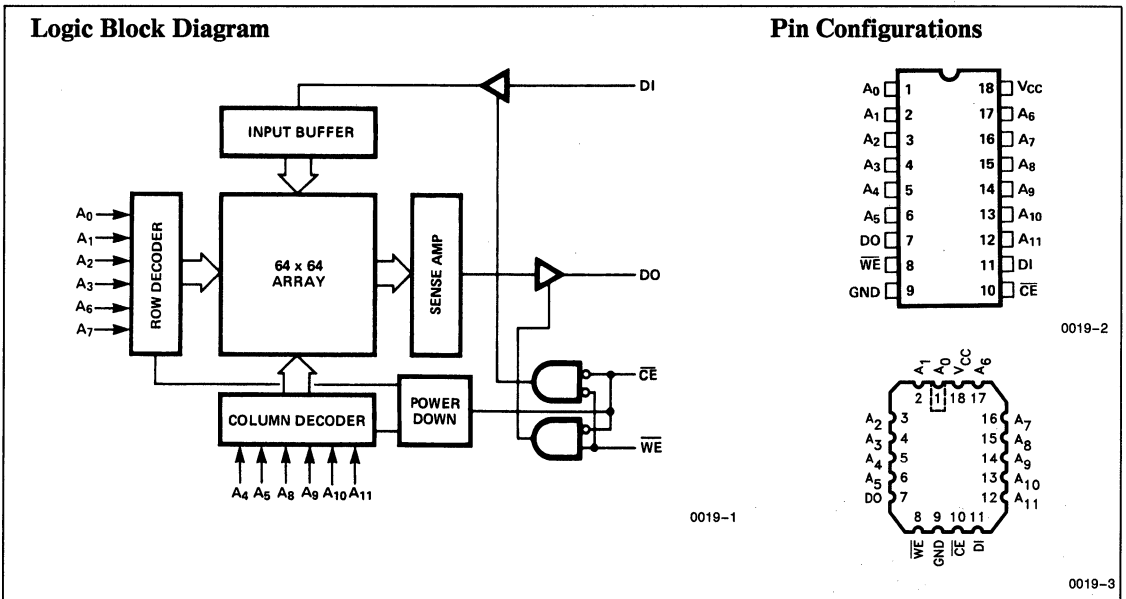 Logic Block Diagram
DI
INPUT BUFFER
A0
A1
A2
A3
A6
A7
ROW DECODER
64 x 64
ARRAY
SENSE AMP
DO
COLUMN DECODER
POWER
DOWN
CE
WE
A4 A5 A8 A9 A10 A11
0019-1
Pin Configurations
A0 1 18 VCC
A1 2 17 A6
A2 3 16 A7
A3 4 15 A8
A4 5 14 A9
A5 6 13 A10
DO 7 12 A11
WE 8 11 DI
GND 9 10 CE
0019-2
A1 A0 VCC A6
2 1 18 17
A2 3 16 A7
A3 4 15 A8
A4 5 14 A9
A5 6 13 A10
DO 7 12 A11
8 9 10 11
WE GND CE DI
0019-3